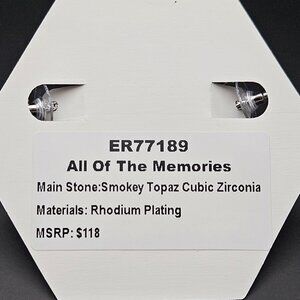 ER77189
All Of The Memories
Main Stone:Smokey Topaz Cubic Zirconia
Materials: Rhodium Plating
MSRP: $118